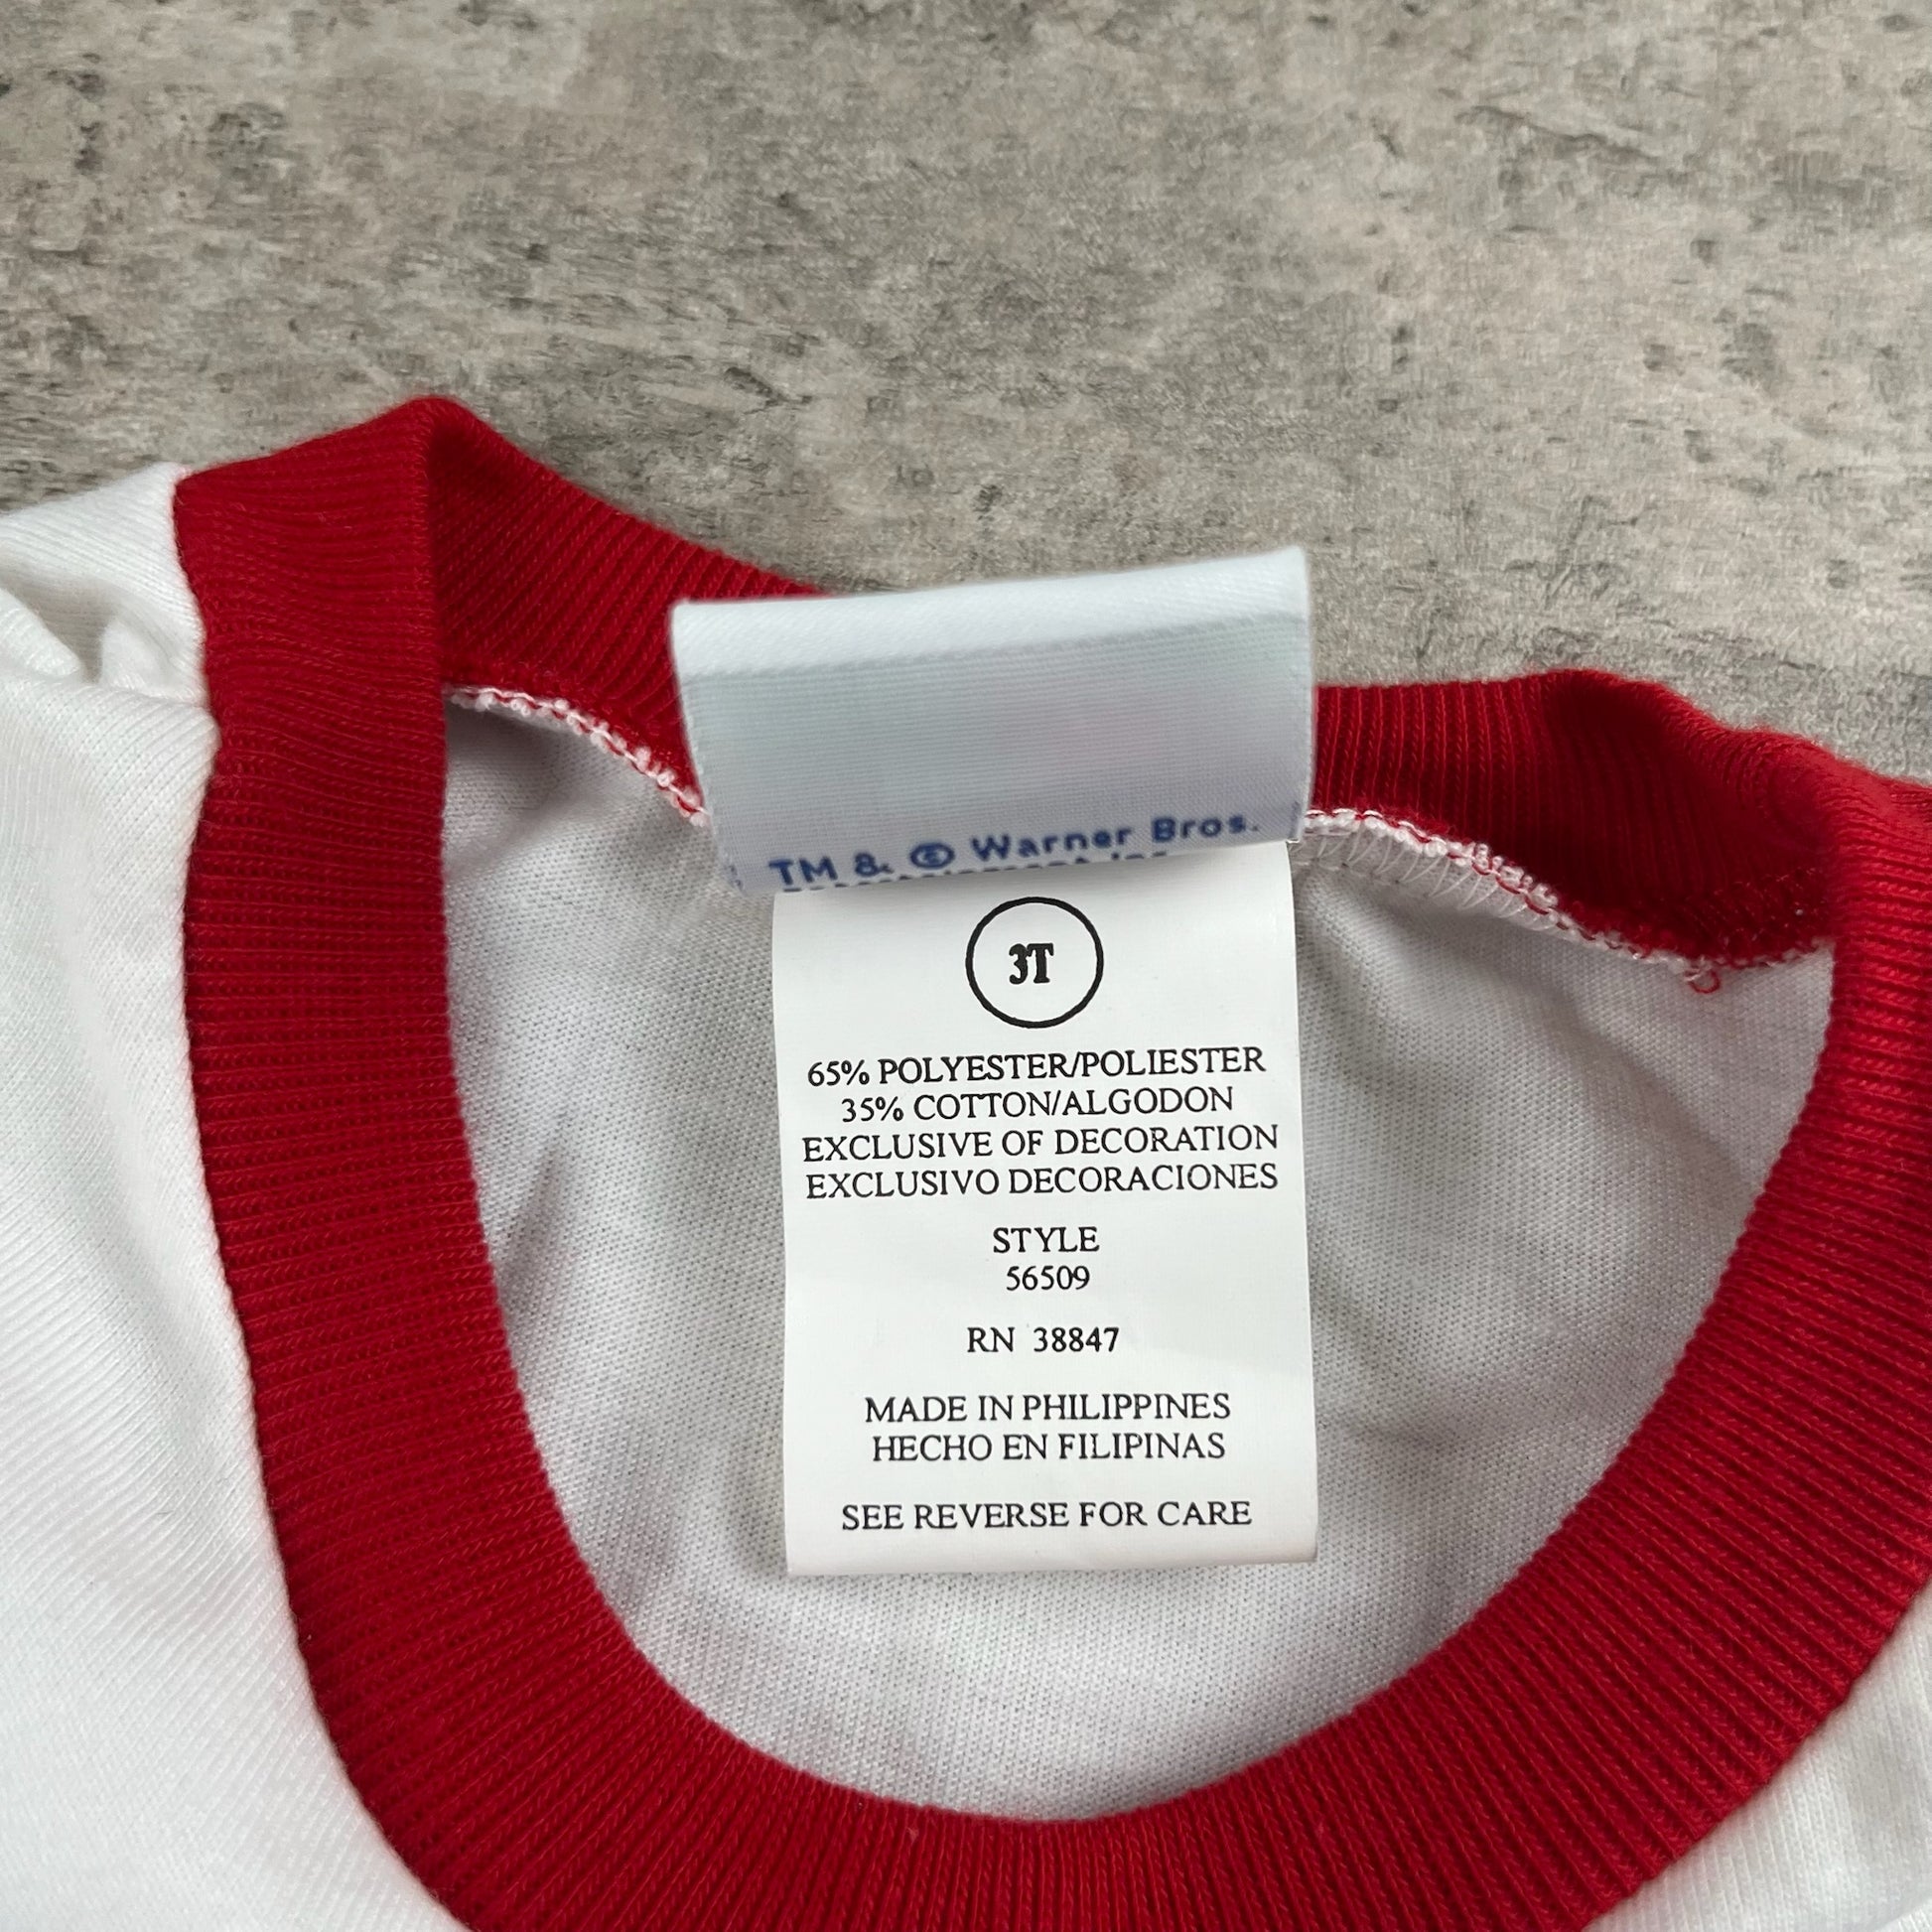 TM & © Warner Bros.
3T
65% POLYESTER/POLIESTER
35% COTTON/ALGODON
EXCLUSIVE OF DECORATION
EXCLUSIVO DECORACIONES
STYLE
56509
RN 38847
MADE IN PHILIPPINES
HECHO EN FILIPINAS
SEE REVERSE FOR CARE